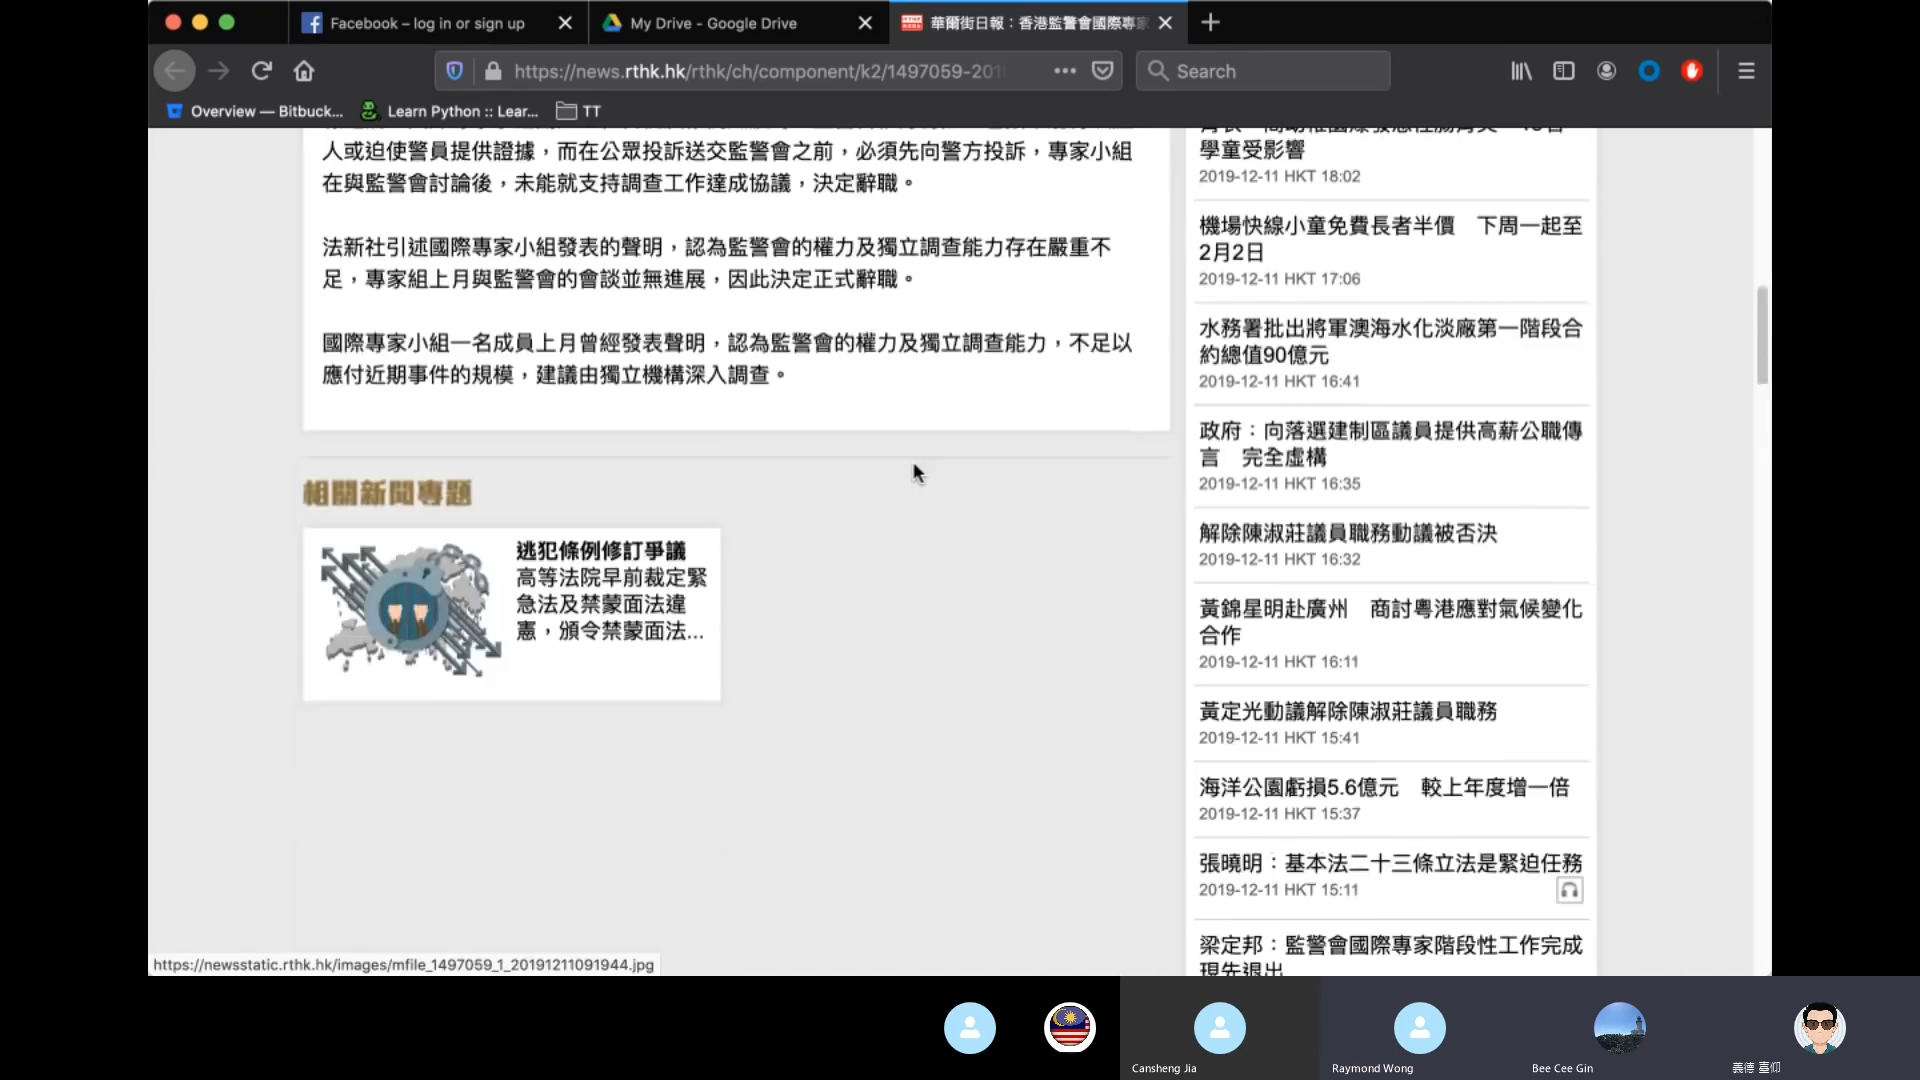 Facebook – log in or sign up
My Drive - Google Drive
華爾街日報：香港監警會國際專家
https://news.rthk.hk/rthk/ch/component/k2/1497059-201
Search
Overview — Bitbuck...
Learn Python :: Lear...
TT
人或迫使警員提供證據，而在公眾投訴送交監警會之前，必須先向警方投訴，專家小組
在與監警會討論後，未能就支持調查工作達成協議，決定辭職。
法新社引述國際專家小組發表的聲明，認為監警會的權力及獨立調查能力存在嚴重不
足，專家組上月與監警會的會談並無進展，因此決定正式辭職。
國際專家小組一名成員上月曾經發表聲明，認為監警會的權力及獨立調查能力，不足以
應付近期事件的規模，建議由獨立機構深入調查。
相關新聞專題
逃犯條例修訂爭議
高等法院早前裁定緊
急法及禁蒙面法違
憲，頒令禁蒙面法...
學童受影響
2019-12-11 HKT 18:02
機場快線小童免費長者半價　下周一起至
2月2日
2019-12-11 HKT 17:06
水務署批出將軍澳海水化淡廠第一階段合
約總值90億元
2019-12-11 HKT 16:41
政府：向落選建制區議員提供高薪公職傳
言　完全虛構
2019-12-11 HKT 16:35
解除陳淑莊議員職務動議被否決
2019-12-11 HKT 16:32
黃錦星明赴廣州　商討粵港應對氣候變化
合作
2019-12-11 HKT 16:11
黃定光動議解除陳淑莊議員職務
2019-12-11 HKT 15:41
海洋公園虧損5.6億元　較上年度增一倍
2019-12-11 HKT 15:37
張曉明：基本法二十三條立法是緊迫任務
2019-12-11 HKT 15:11
梁定邦：監警會國際專家階段性工作完成
現先退出
https://newsstatic.rthk.hk/images/mfile_1497059_1_20191211091944.jpg
Cansheng Jia
Raymond Wong
Bee Cee Gin
義德 臺仰